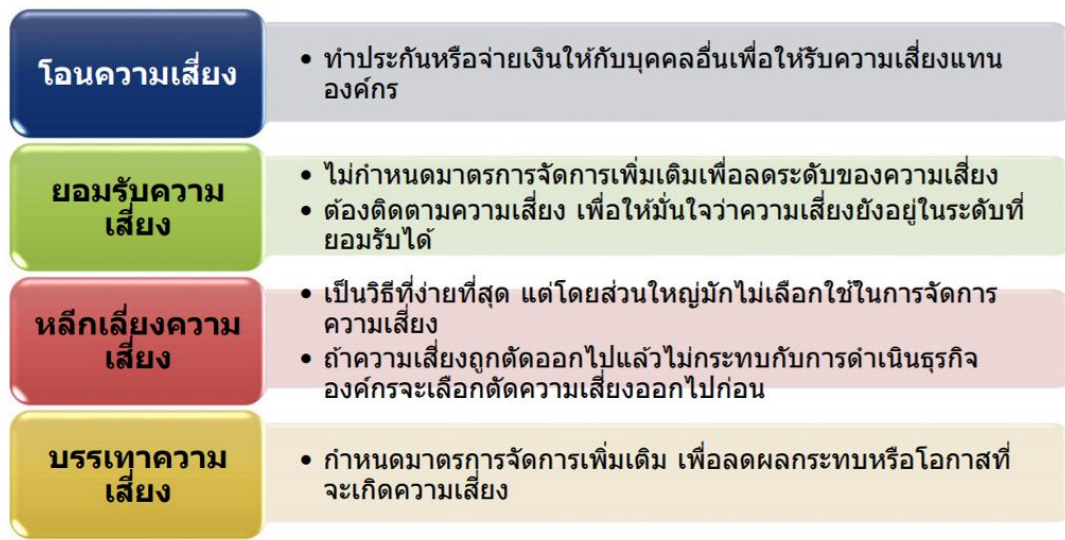 โอนความเสี่ยง
• ทำประกันหรือจ่ายเงินให้กับบุคคลอื่นเพื่อให้รับความเสี่ยงแทน
องค์กร
ยอมรับความ
เสี่ยง
• ไม่กำหนดมาตรการจัดการเพิ่มเติมเพื่อลดระดับของความเสี่ยง
• ต้องติดตามความเสี่ยง เพื่อให้มั่นใจว่าความเสี่ยงยังอยู่ในระดับที่
ยอมรับได้
หลีกเลี่ยงความ
เสี่ยง
• เป็นวิธีที่ง่ายที่สุด แต่โดยส่วนใหญ่มักไม่เลือกใช้ในการจัดการ
ความเสี่ยง
• ถ้าความเสี่ยงถูกตัดออกไปแล้วไม่กระทบกับการดำเนินธุรกิจ
องค์กรจะเลือกตัดความเสี่ยงออกไปก่อน
บรรเทาความ
เสี่ยง
• กำหนดมาตรการจัดการเพิ่มเติม เพื่อลดผลกระทบหรือโอกาสที่
จะเกิดความเสี่ยง